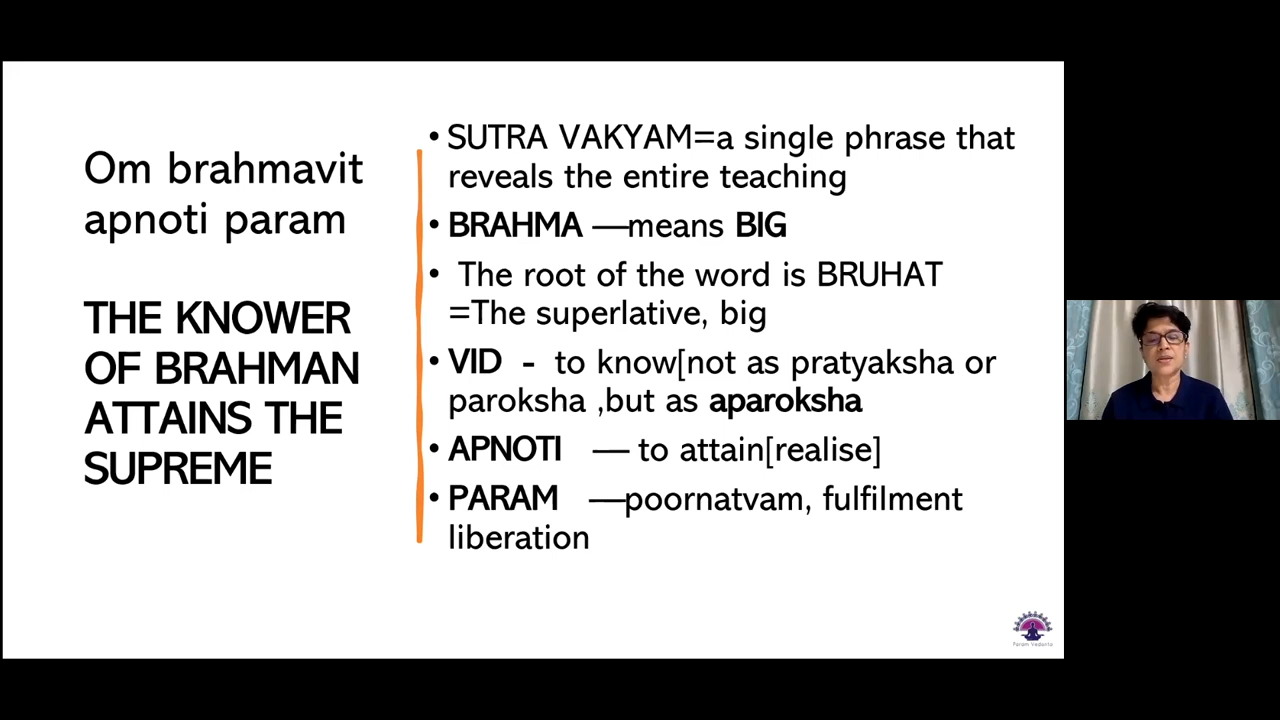 Om brahmavit
apnoti param
THE KNOWER
OF BRAHMAN
ATTAINS THE
SUPREME
• SUTRA VAKYAM=a single phrase that
reveals the entire teaching
• BRAHMA —means BIG
• The root of the word is BRUHAT
=The superlative, big
• VID - to know[not as pratyaksha or
paroksha ,but as aparoksha
• APNOTI — to attain[realise]
• PARAM —poornatvam, fulfilment
liberation
Param Vedanta